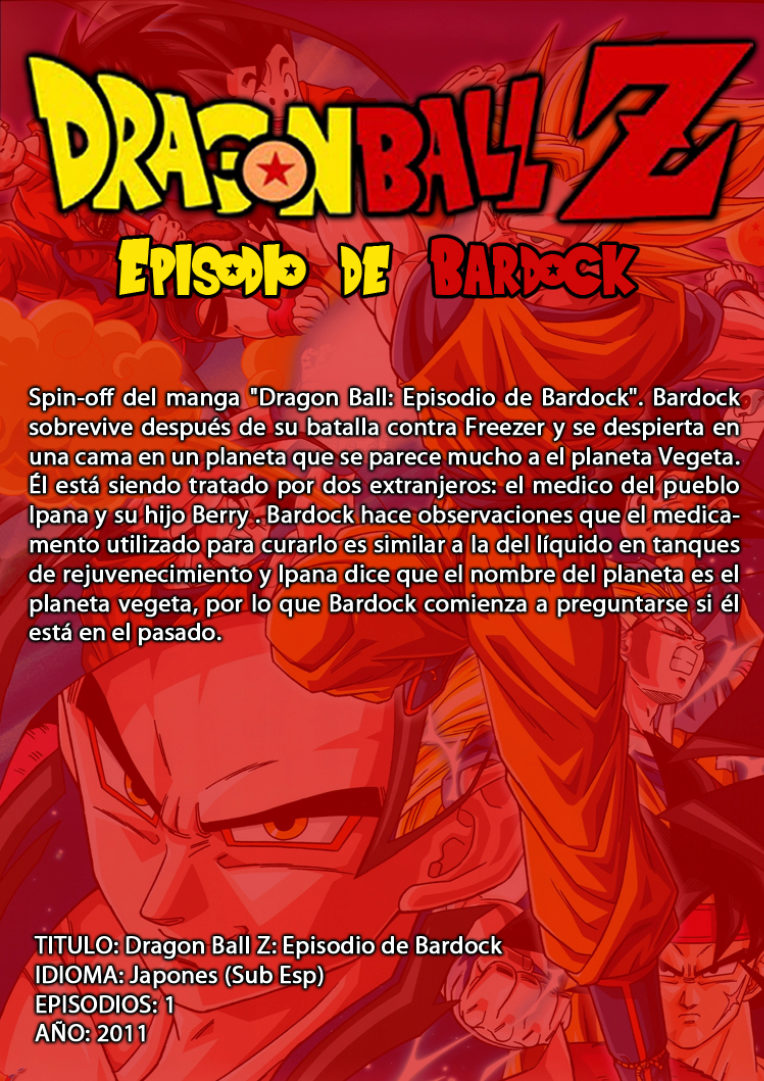 DRAGON BALL Z
EPISODIO DE BARDOCK
Spin-off del manga "Dragon Ball: Episodio de Bardock". Bardock
sobrevive después de su batalla contra Freezer y se despierta en
una cama en un planeta que se parece mucho a el planeta Vegeta.
Él está siendo tratado por dos extranjeros: el medico del pueblo
Ipana y su hijo Berry . Bardock hace observaciones que el medica-
mento utilizado para curarlo es similar a la del líquido en tanques
de rejuvenecimiento y Ipana dice que el nombre del planeta es el
planeta vegeta, por lo que Bardock comienza a preguntarse si él
está en el pasado.
TITULO: Dragon Ball Z: Episodio de Bardock
IDIOMA: Japones (Sub Esp)
EPISODIOS: 1
AÑO: 2011